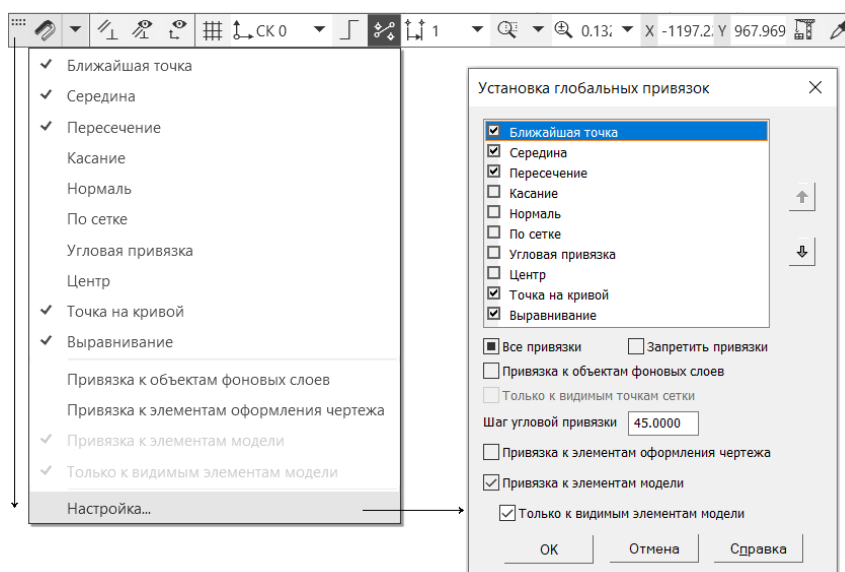 СК 0 1 0.13 X -1197.2 Y 967.969
Ближайшая точка
Середина
Пересечение
Касание
Нормаль
По сетке
Угловая привязка
Центр
Точка на кривой
Выравнивание
Привязка к объектам фоновых слоев
Привязка к элементам оформления чертежа
Привязка к элементам модели
Только к видимым элементам модели
Настройка...
Установка глобальных привязок
Ближайшая точка
Середина
Пересечение
Касание
Нормаль
По сетке
Угловая привязка
Центр
Точка на кривой
Выравнивание
Все привязки Запретить привязки
Привязка к объектам фоновых слоев
Только к видимым точкам сетки
Шаг угловой привязки 45.0000
Привязка к элементам оформления чертежа
Привязка к элементам модели
Только к видимым элементам модели
OK Отмена Справка